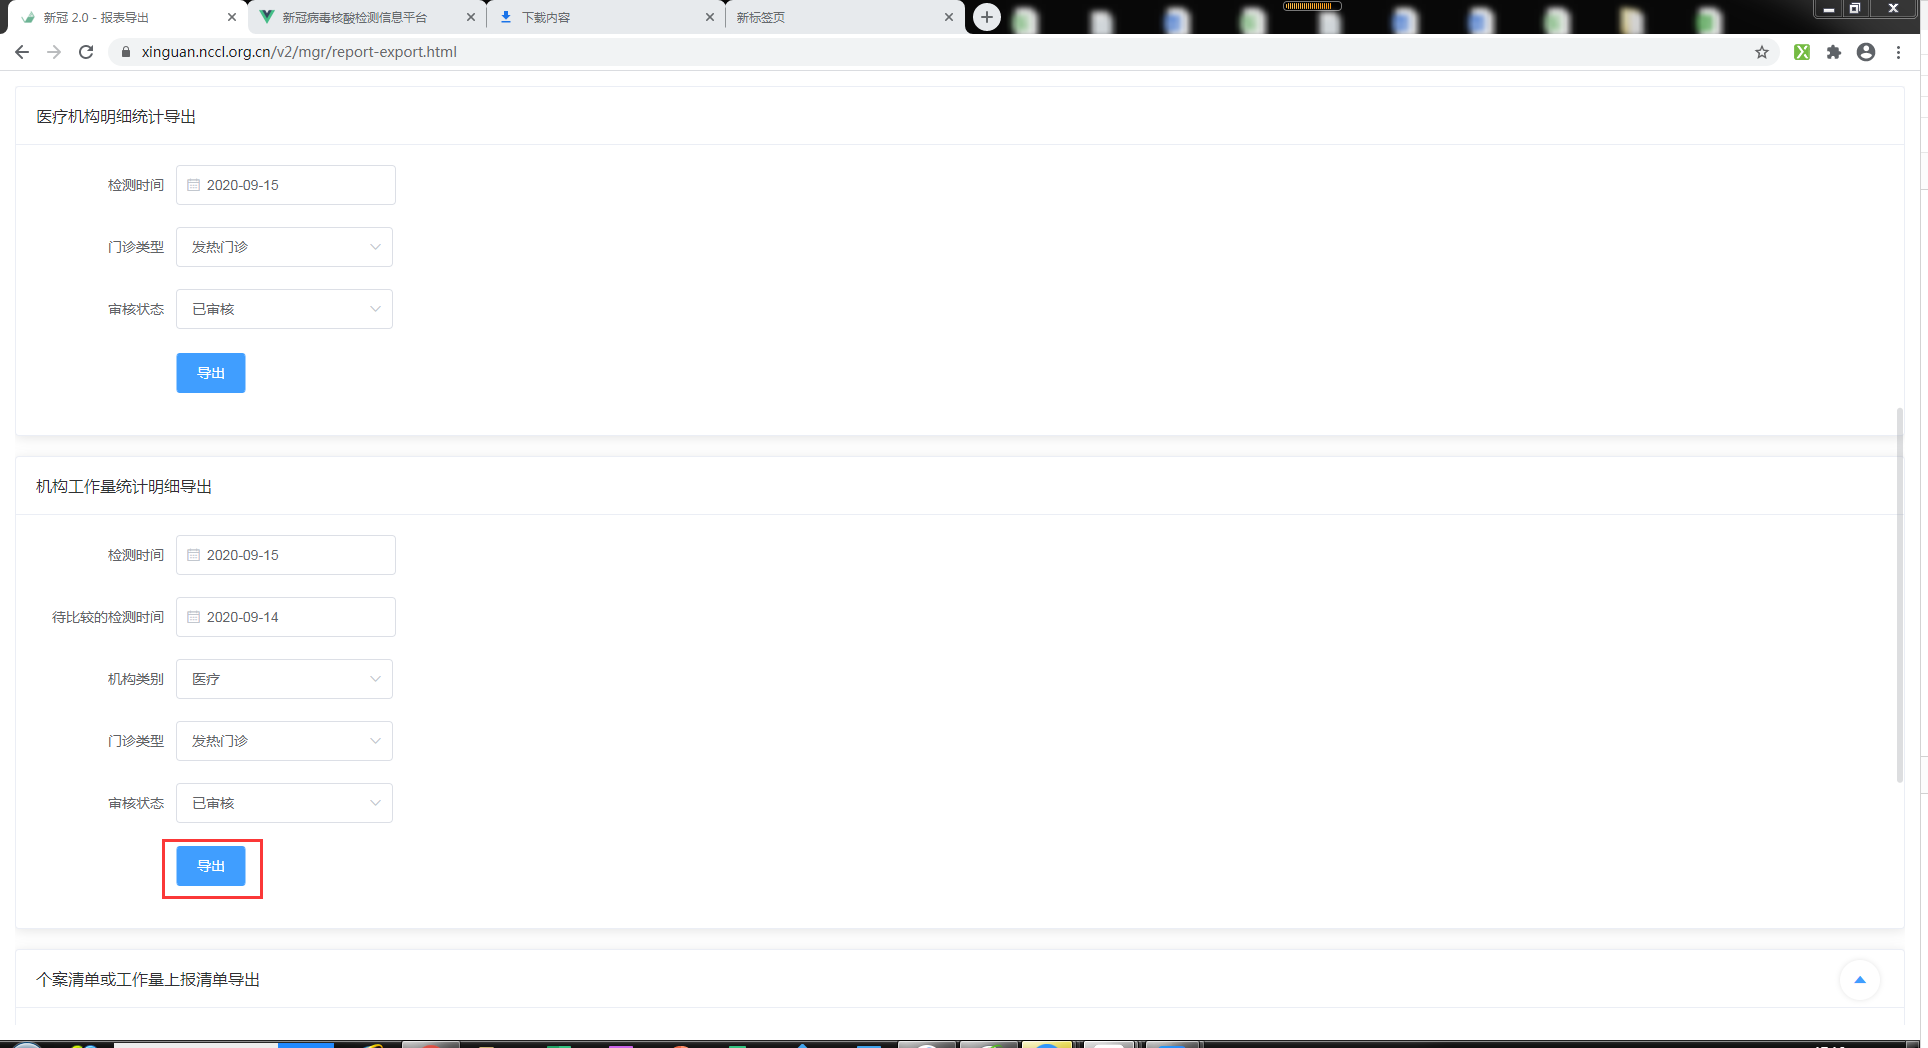 新冠 2.0 - 报表导出
新冠病毒核酸检测信息平台
下载内容
新标签页
xinguan.nccl.org.cn/v2/mgr/report-export.html
医疗机构明细统计导出
检测时间 2020-09-15
门诊类型 发热门诊
审核状态 已审核
导出
机构工作量统计明细导出
检测时间 2020-09-15
待比较的检测时间 2020-09-14
机构类别 医疗
门诊类型 发热门诊
审核状态 已审核
导出
个案清单或工作量上报清单导出